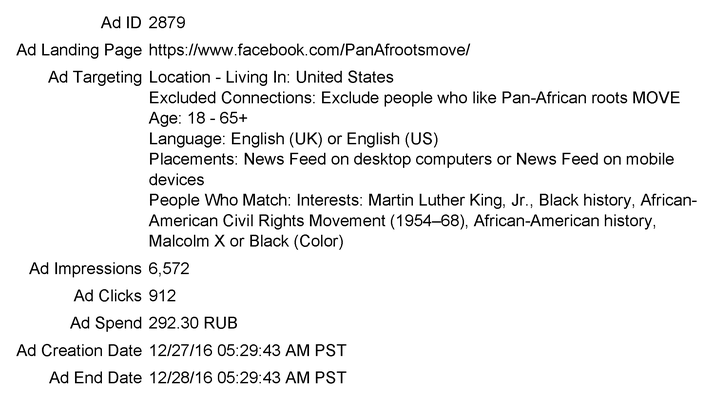 Ad ID 2879
Ad Landing Page https://www.facebook.com/PanAfrootsmove/
Ad Targeting Location - Living In: United States
Excluded Connections: Exclude people who like Pan-African roots MOVE
Age: 18 - 65+
Language: English (UK) or English (US)
Placements: News Feed on desktop computers or News Feed on mobile
devices
People Who Match: Interests: Martin Luther King, Jr., Black history, African-
American Civil Rights Movement (1954–68), African-American history,
Malcolm X or Black (Color)
Ad Impressions 6,572
Ad Clicks 912
Ad Spend 292.30 RUB
Ad Creation Date 12/27/16 05:29:43 AM PST
Ad End Date 12/28/16 05:29:43 AM PST